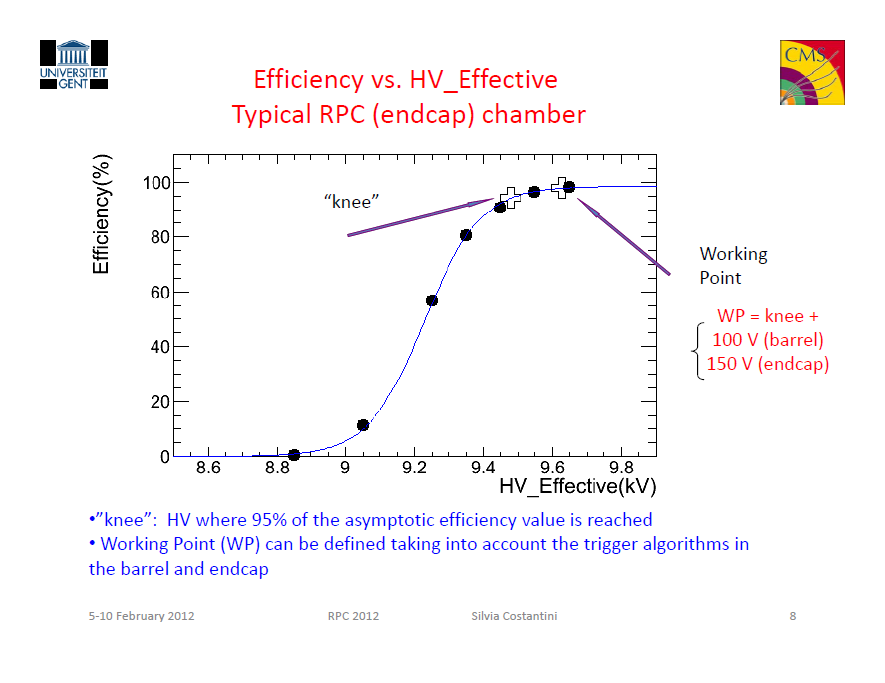 UNIVERSITEIT
GENT
CMS
Efficiency vs. HV_Effective
Typical RPC (endcap) chamber
Efficiency(%)
100
80
60
40
20
0
8.6 8.8 9 9.2 9.4 9.6 9.8
HV_Effective(kV)
“knee”
Working
Point
WP = knee +
100 V (barrel)
150 V (endcap)
•”knee”: HV where 95% of the asymptotic efficiency value is reached
• Working Point (WP) can be defined taking into account the trigger algorithms in
the barrel and endcap
5-10 February 2012 RPC 2012 Silvia Costantini 8